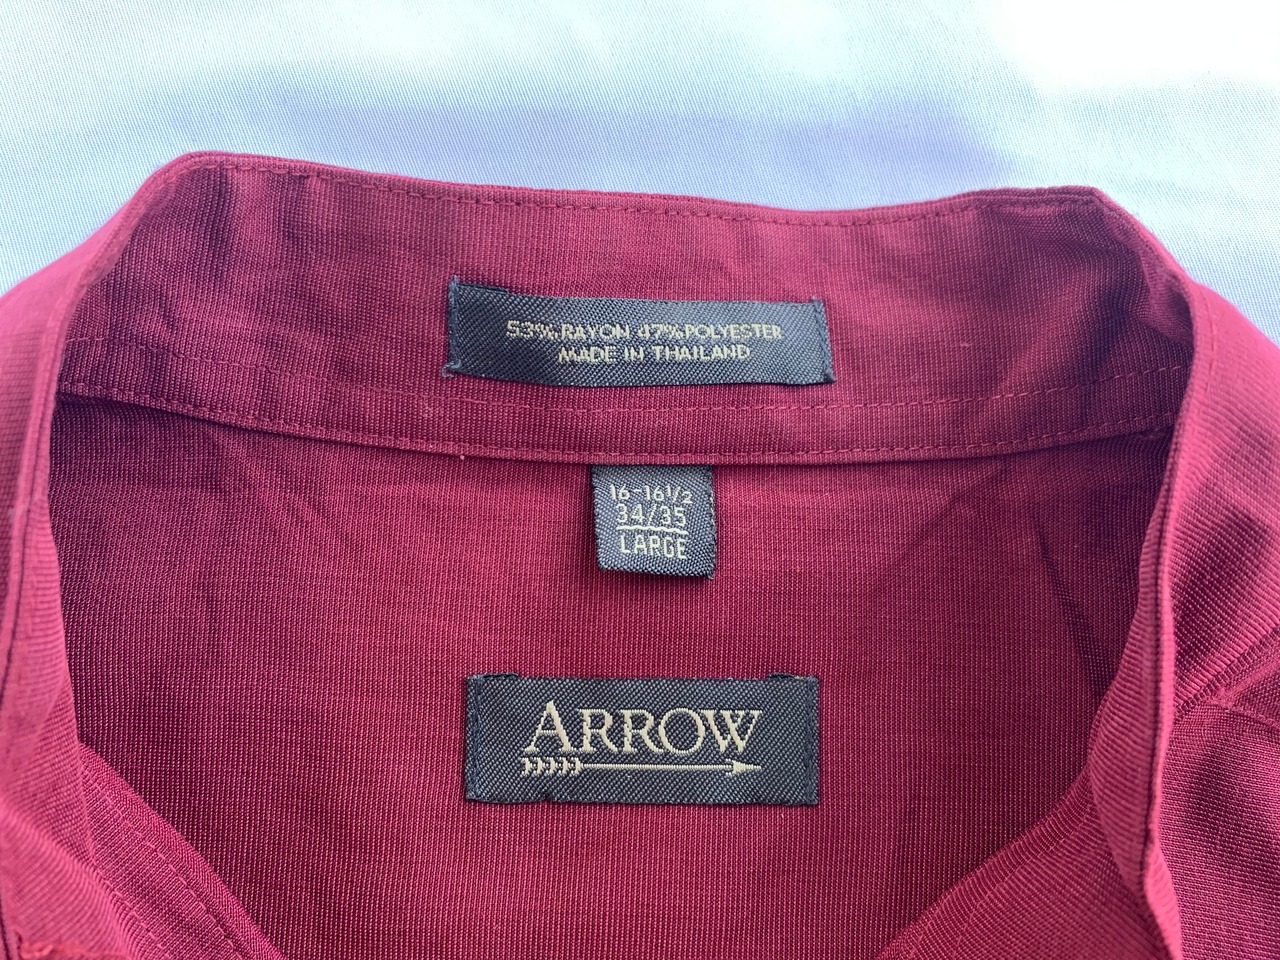 53% RAYON 47% POLYESTER
MADE IN THAILAND
16-16½
34/35
LARGE
ARROW